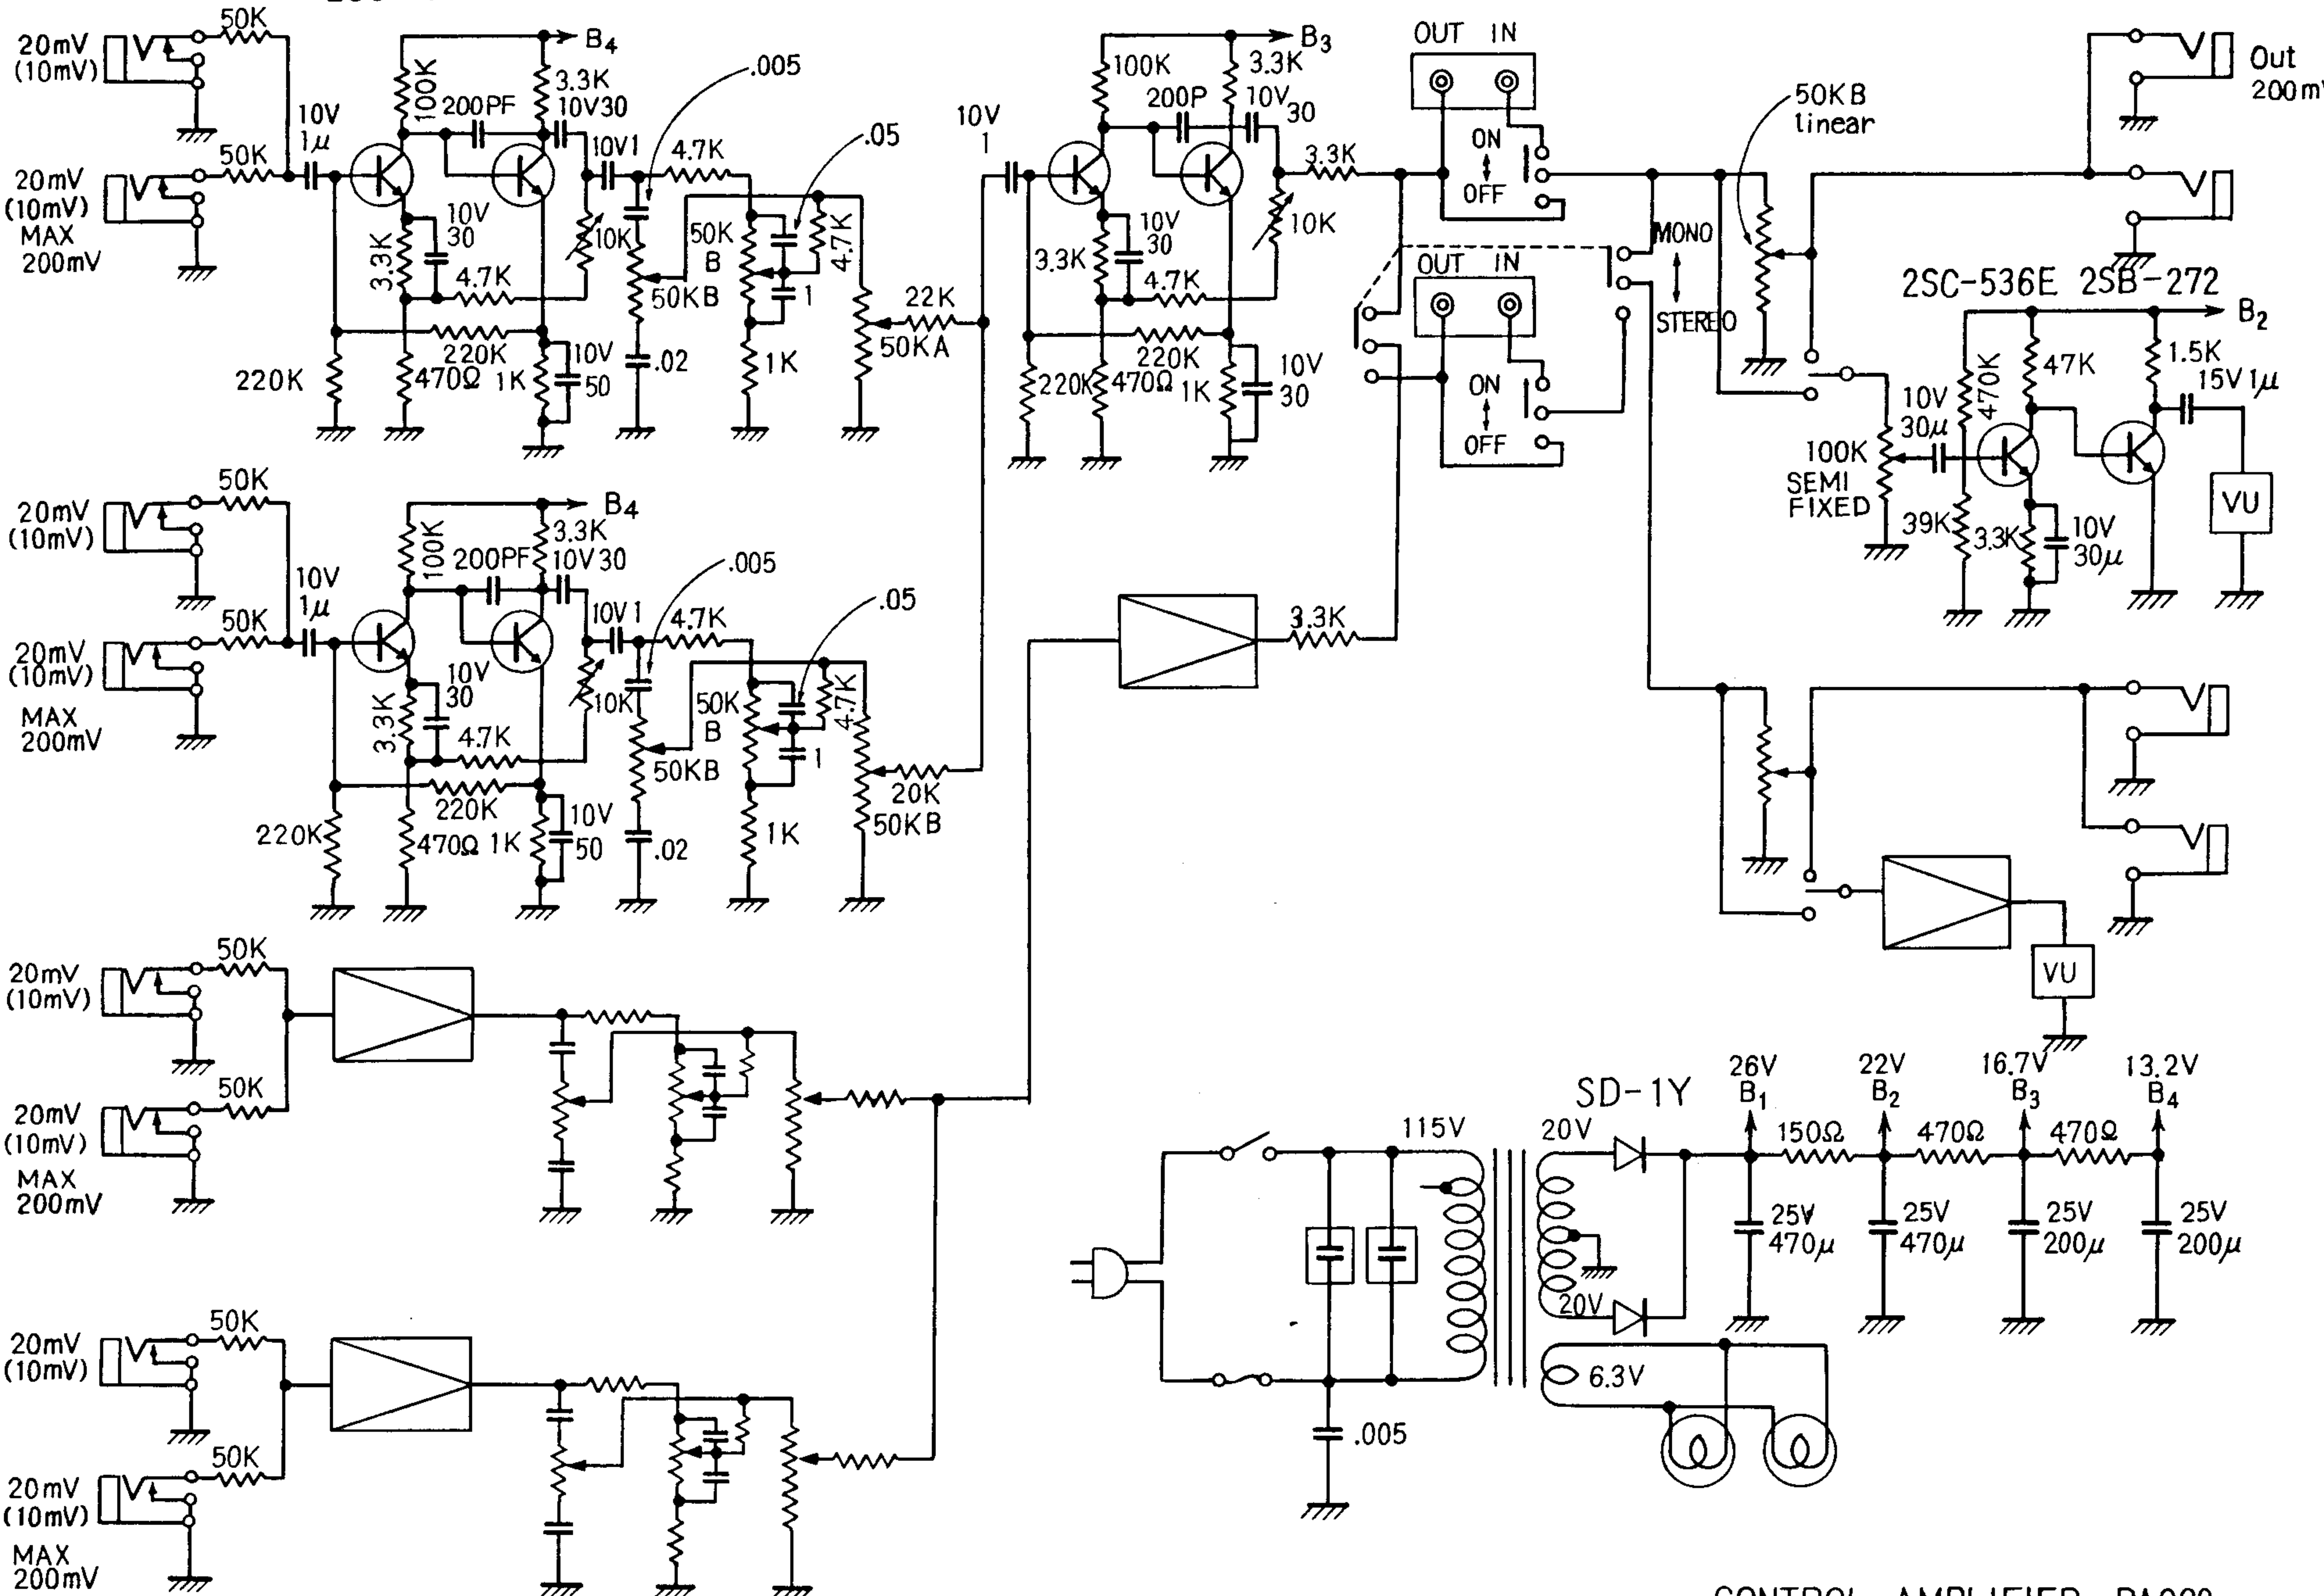 50K
20mV
(10mV)
B4
3.3K
10V30
.005
100K
200PF
10V
1μ
10V1
4.7K
.05
50K
20mV
(10mV)
MAX
200mV
10V
30
3.3K
10K
50K
B
4.7K
4.7K
50KB
1
22K
50KA
220K
220K
470Ω
1K
10V
50
.02
1K
B3
100K
3.3K
200P
10V
30
10V
1
3.3K
10V
30
3.3K
4.7K
10K
220K
220K
470Ω
1K
10V
30
OUT IN
ON
OFF
MONO
STEREO
OUT IN
ON
OFF
50KB
linear
Out
2SC-536E 2SB-272
B2
470K
47K
1.5K
15V 1μ
10V
30μ
100K
SEMI
FIXED
39K
3.3K
10V
30μ
VU
50K
20mV
(10mV)
B4
3.3K
10V30
.005
100K
200PF
10V
1μ
10V1
4.7K
.05
50K
20mV
(10mV)
MAX
200mV
10V
30
3.3K
10K
50K
B
4.7K
4.7K
50KB
1
20K
50KB
220K
220K
470Ω
1K
10V
50
.02
1K
3.3K
VU
50K
20mV
(10mV)
50K
20mV
(10mV)
MAX
200mV
50K
20mV
(10mV)
50K
20mV
(10mV)
MAX
200mV
115V
SD-1Y
20V
20V
6.3V
.005
26V
B1
22V
B2
16.7V
B3
13.2V
B4
150Ω
470Ω
470Ω
25V
470μ
25V
470μ
25V
200μ
25V
200μ
CONTROL AMPLIFIER